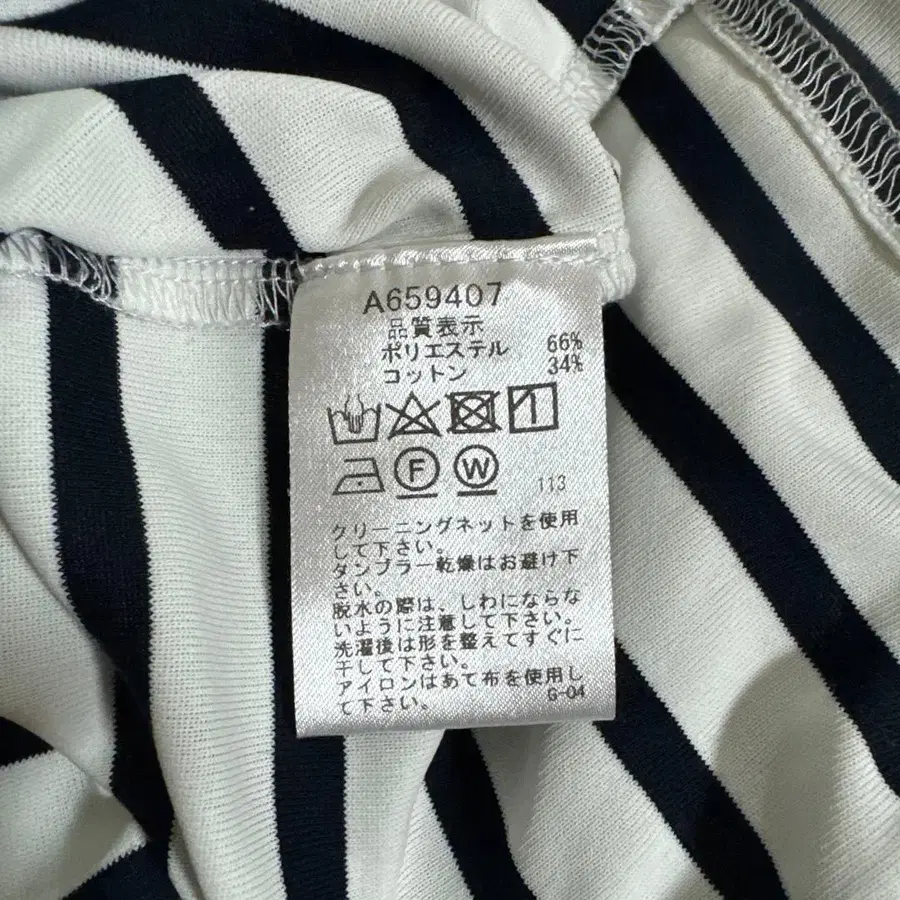 A659407
品質表示
ポリエステル 66%
コットン 34%
F W 113
クリーニングネットを使用
して下さい。
タンブラー乾燥はお避け下
さい。
脱水の際は、しわにならな
いように注意して下さい。
洗濯後は形を整えてすぐに
干して下さい。
アイロンはあて布を使用し
て下さい。 G-04